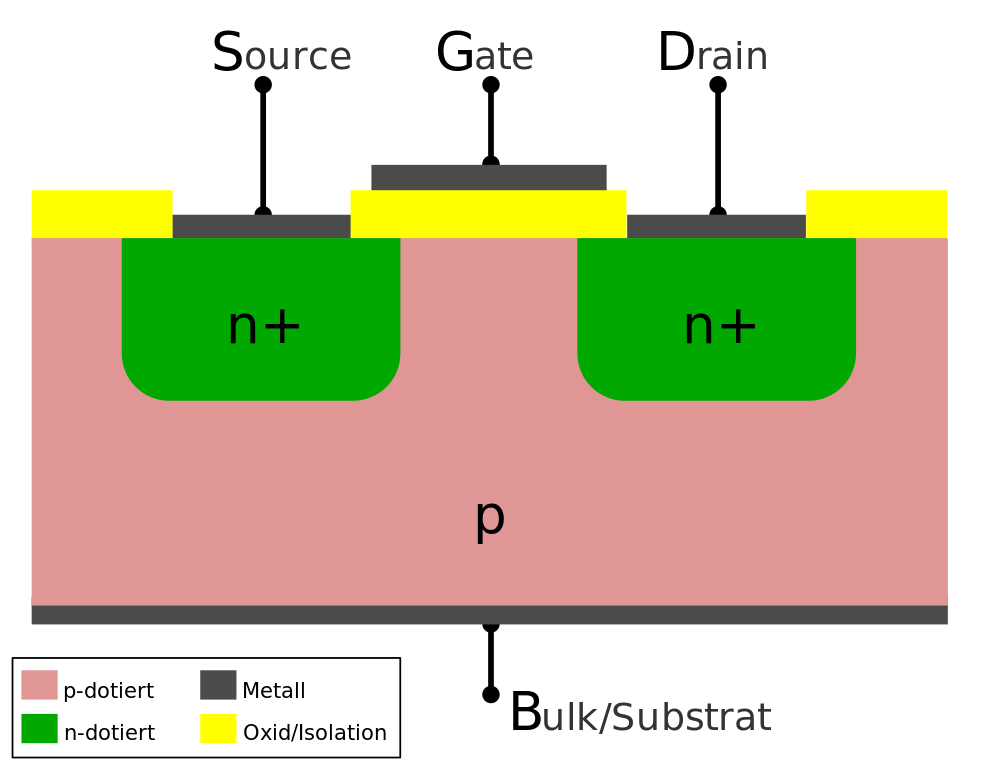 Source Gate Drain
n+ n+
p
Bulk/Substrat
p-dotiert Metall
n-dotiert Oxid/Isolation